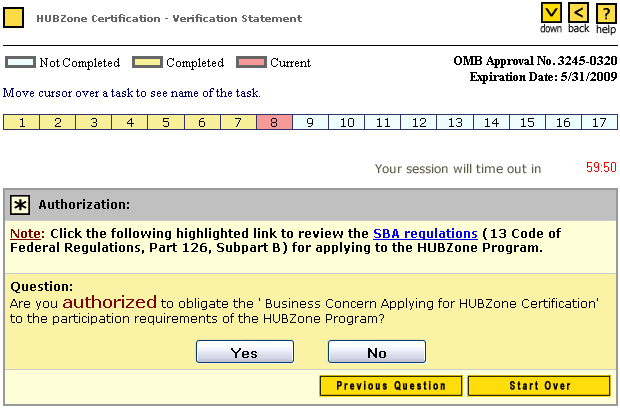 HUBZone Certification - Verification Statement
down back help
Not Completed Completed Current
OMB Approval No. 3245-0320
Expiration Date: 5/31/2009
Move cursor over a task to see name of the task.
1 2 3 4 5 6 7 8 9 10 11 12 13 14 15 16 17
Your session will time out in 59:50
Authorization:
Note: Click the following highlighted link to review the SBA regulations (13 Code of
Federal Regulations, Part 126, Subpart B) for applying to the HUBZone Program.
Question:
Are you authorized to obligate the ' Business Concern Applying for HUBZone Certification'
to the participation requirements of the HUBZone Program?
Yes No
Previous Question Start Over